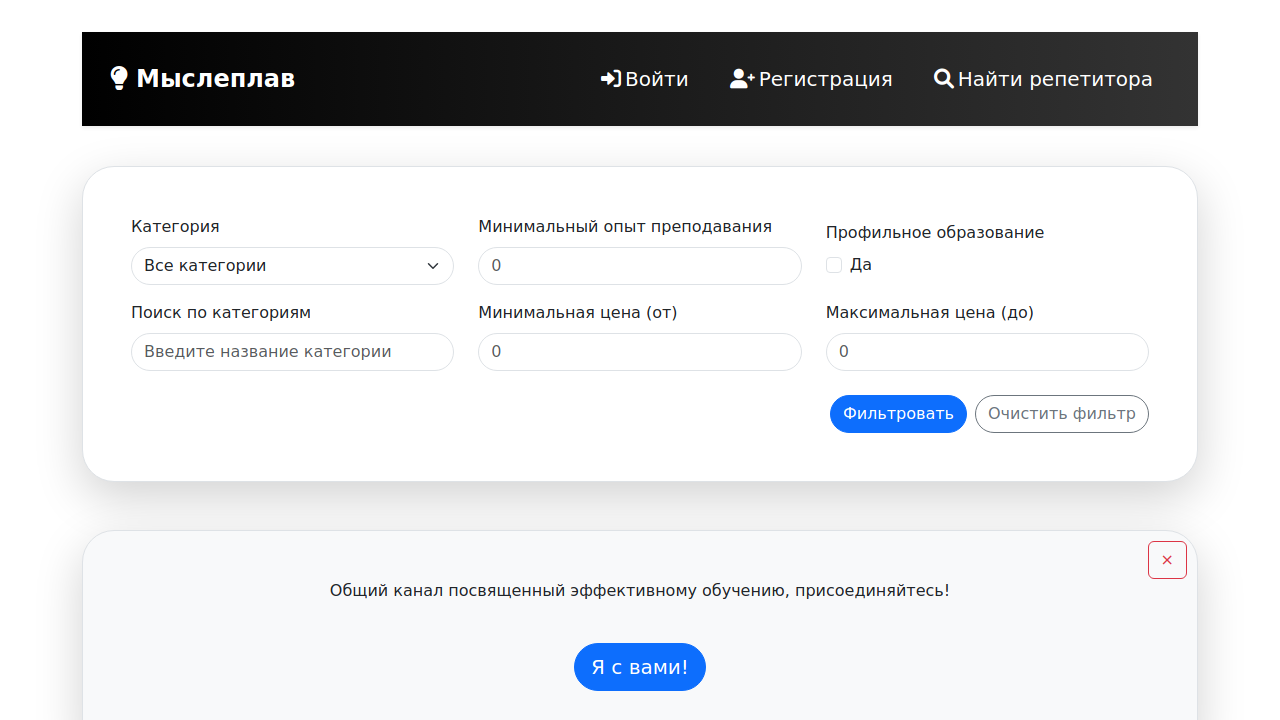 Мыслеплав
Войти
Регистрация
Найти репетитора
Категория
Все категории
Минимальный опыт преподавания
0
Профильное образование
Да
Поиск по категориям
Введите название категории
Минимальная цена (от)
0
Максимальная цена (до)
0
Фильтровать
Очистить фильтр
×
Общий канал посвященный эффективному обучению, присоединяйтесь!
Я с вами!